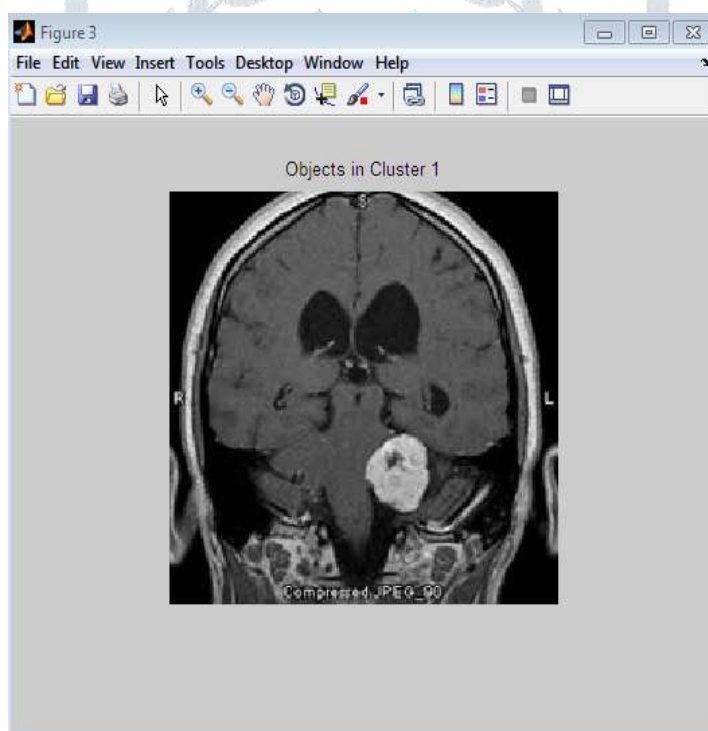 Figure 3
File Edit View Insert Tools Desktop Window Help
Objects in Cluster 1
S
R
L
Compressed JPEG_90